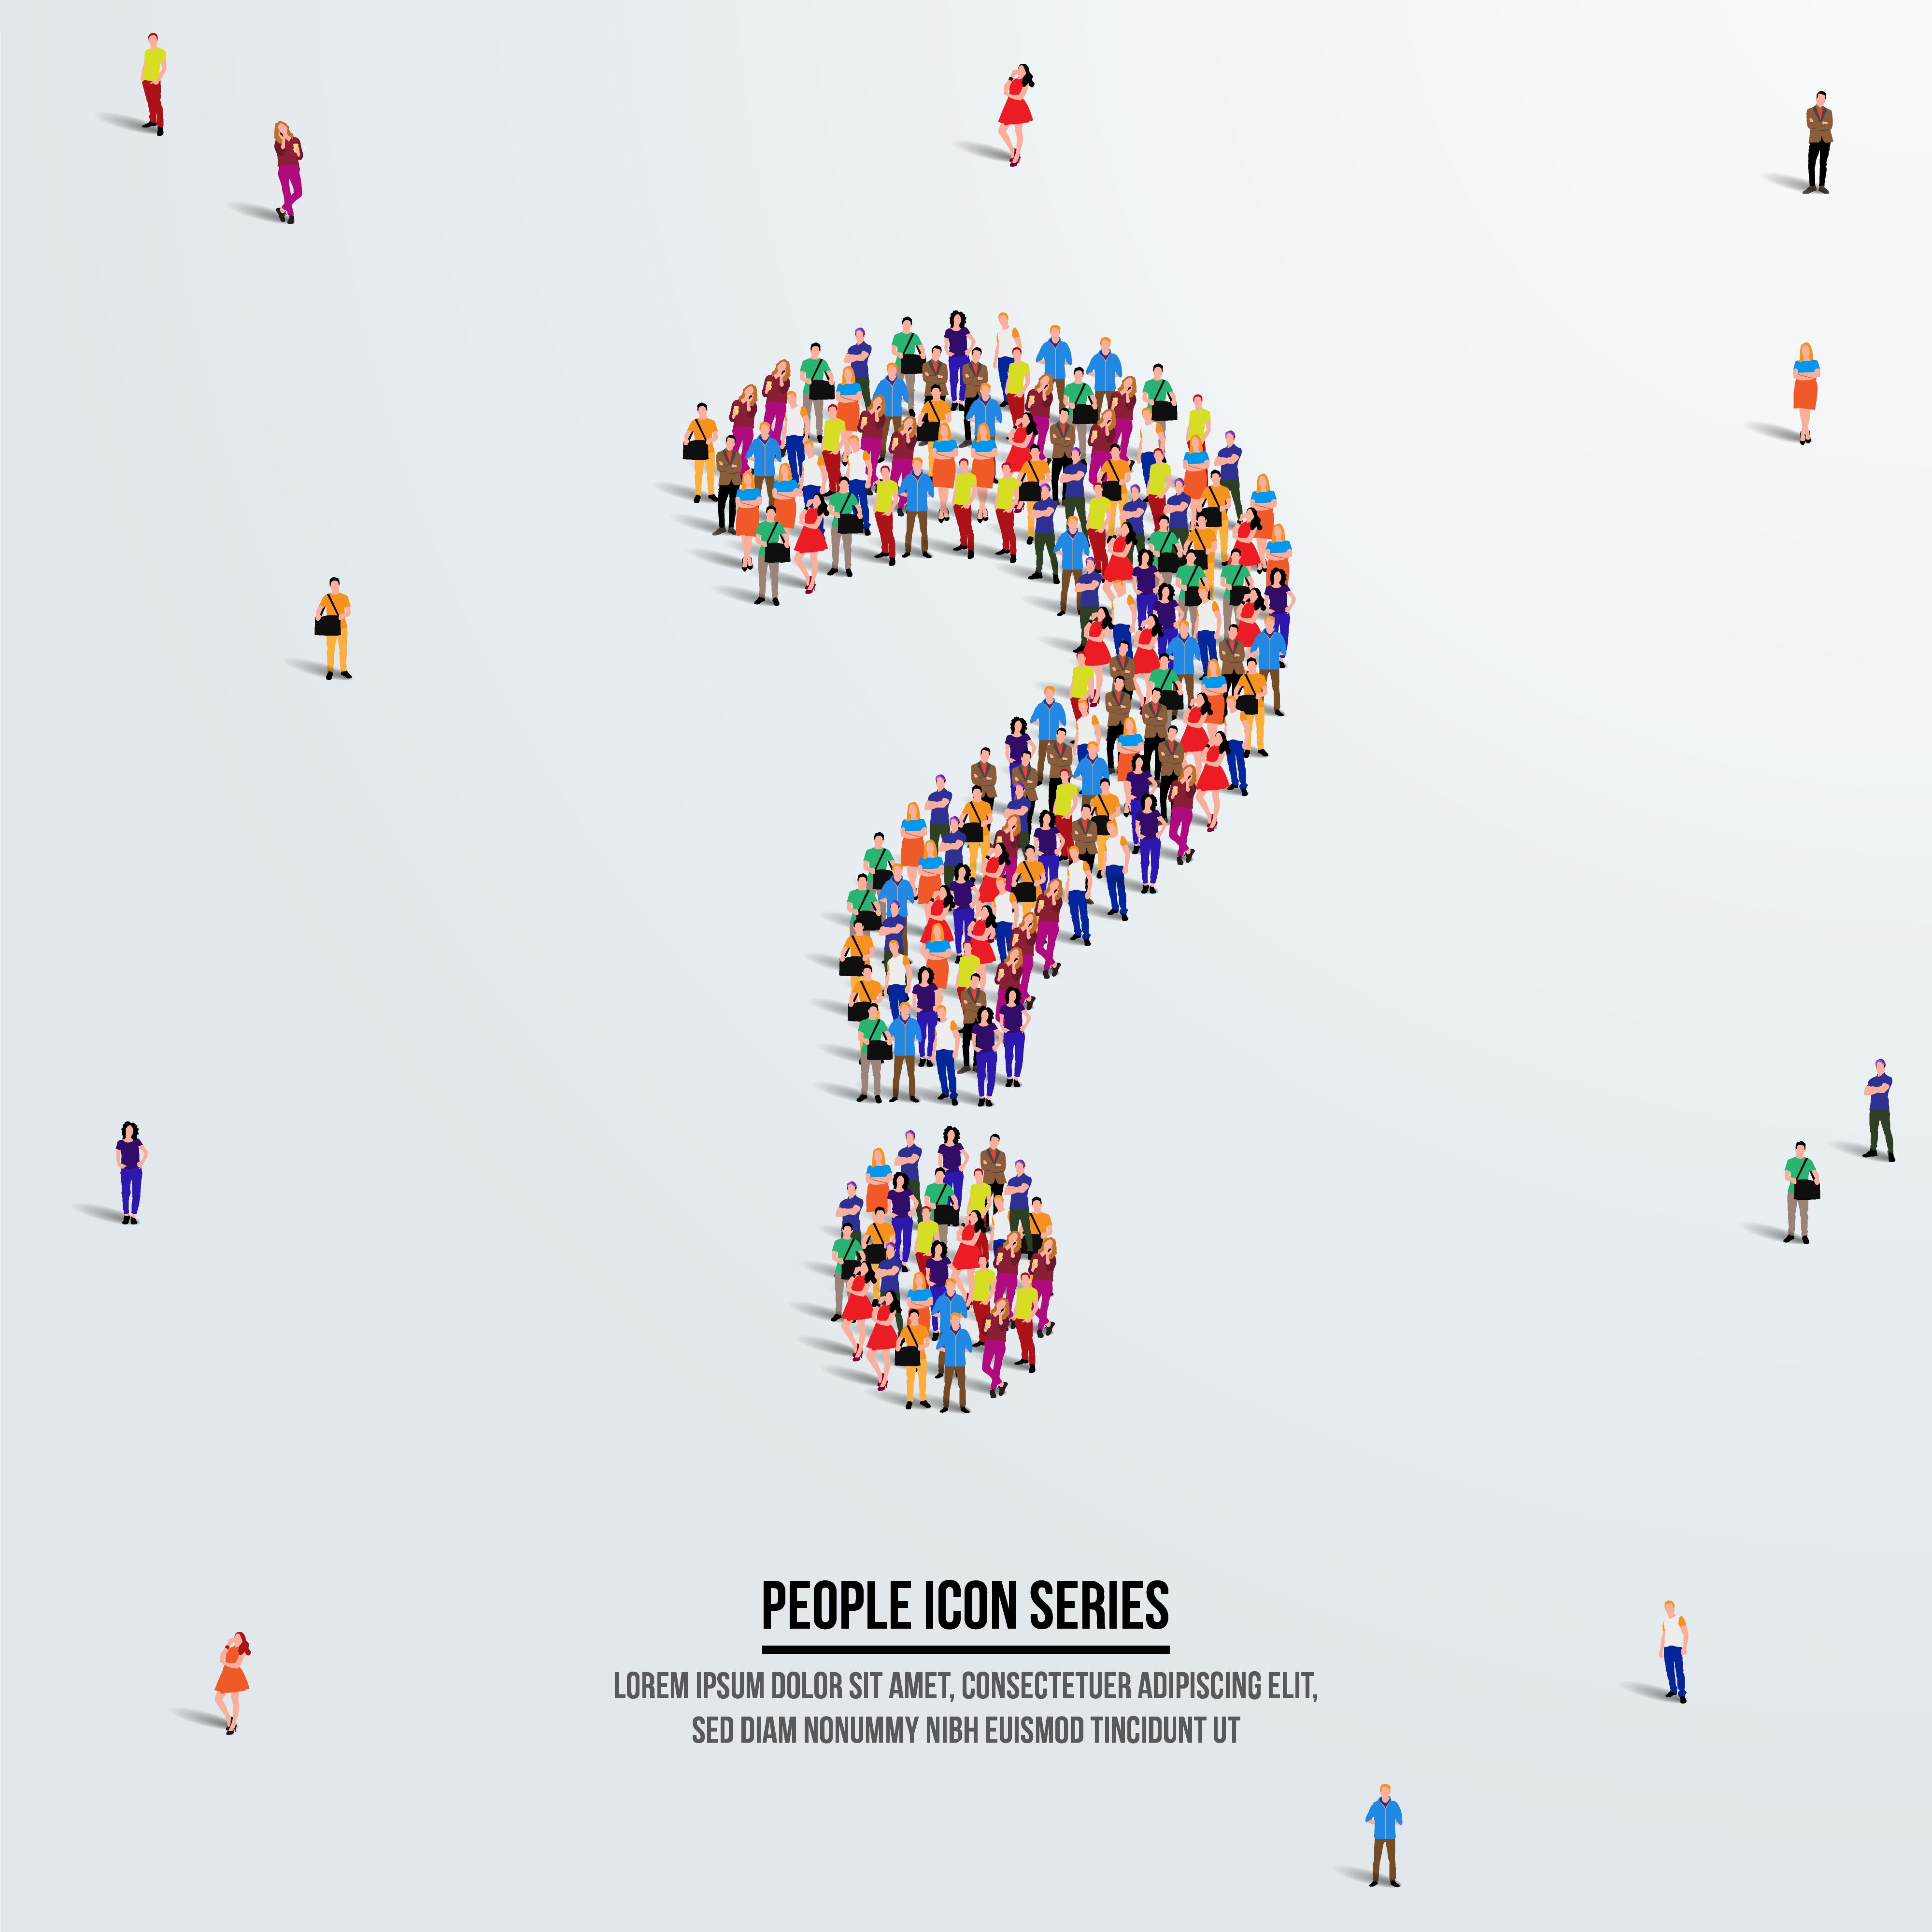 PEOPLE ICON SERIES
LOREM IPSUM DOLOR SIT AMET, CONSECTETUER ADIPISCING ELIT,
SED DIAM NONUMMY NIBH EUISMOD TINCIDUNT UT